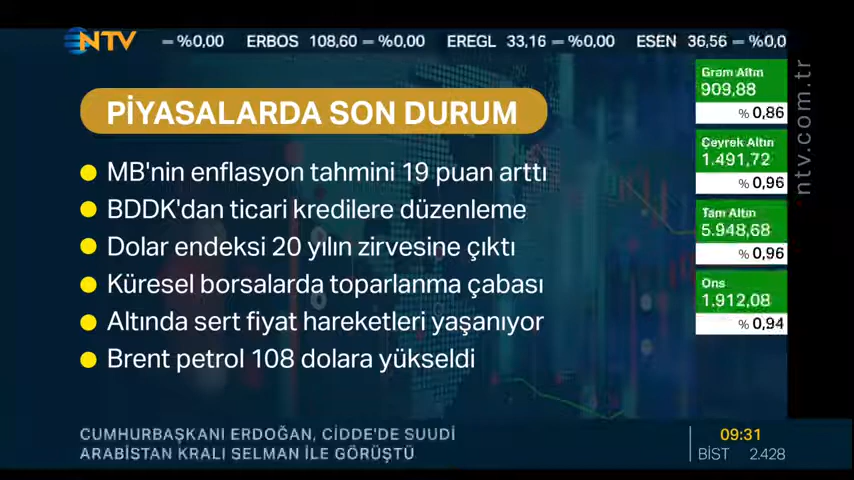 NTV
– %0,00 ERBOS 108,60 – %0,00 EREGL 33,16 – %0,00 ESEN 36,56 – %0,0
PİYASALARDA SON DURUM
MB'nin enflasyon tahmini 19 puan arttı
BDDK'dan ticari kredilere düzenleme
Dolar endeksi 20 yılın zirvesine çıktı
Küresel borsalarda toparlanma çabası
Altında sert fiyat hareketleri yaşanıyor
Brent petrol 108 dolara yükseldi
Gram Altın
909,88
% 0,86
Çeyrek Altın
1.491,72
% 0,96
Tam Altın
5.948,68
% 0,96
Ons
1.912,08
% 0,94
ntv.com.tr
CUMHURBAŞKANI ERDOĞAN, CİDDE'DE SUUDİ
ARABİSTAN KRALI SELMAN İLE GÖRÜŞTÜ
09:31
BİST 2.428